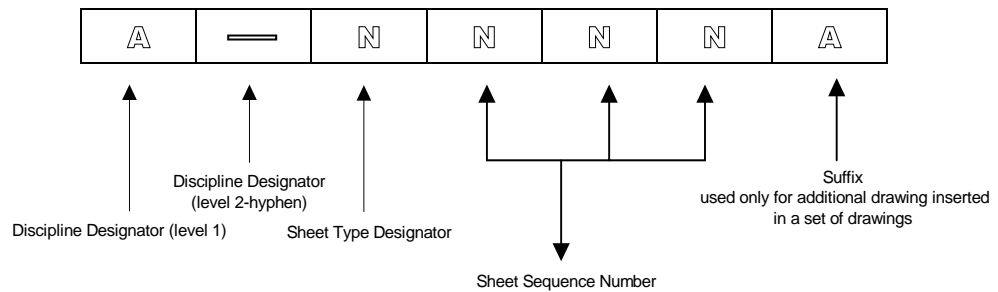 A — N N N N A
Discipline Designator
(level 2-hyphen)
Suffix
used only for additional drawing inserted
in a set of drawings
Discipline Designator (level 1)
Sheet Type Designator
Sheet Sequence Number